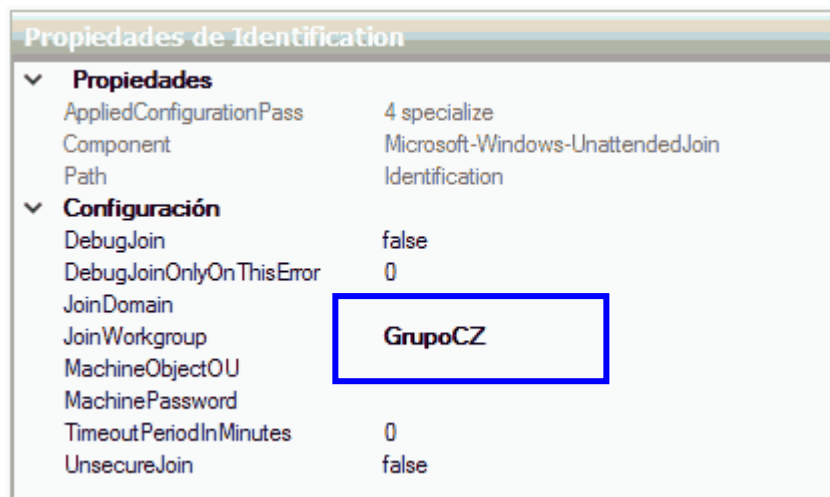 Propiedades de Identification
Propiedades
AppliedConfigurationPass 4 specialize
Component Microsoft-Windows-UnattendedJoin
Path Identification
Configuración
DebugJoin false
DebugJoinOnlyOnThisError 0
JoinDomain
JoinWorkgroup GrupoCZ
MachineObjectOU
MachinePassword
TimeoutPeriodInMinutes 0
UnsecureJoin false